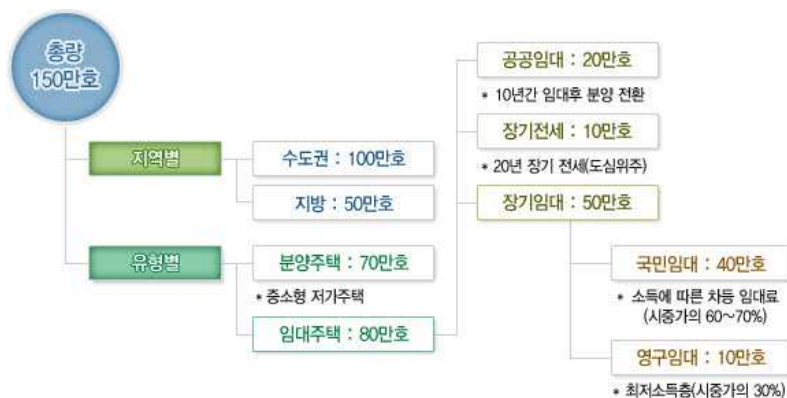 총량
150만호
지역별
수도권 : 100만호
지방 : 50만호
유형별
분양주택 : 70만호
* 중소형 저가주택
임대주택 : 80만호
공공임대 : 20만호
* 10년간 임대후 분양 전환
장기전세 : 10만호
* 20년 장기 전세(도심위주)
장기임대 : 50만호
국민임대 : 40만호
* 소득에 따른 차등 임대료
(시중가의 60~70%)
영구임대 : 10만호
* 최저소득층(시중가의 30%)